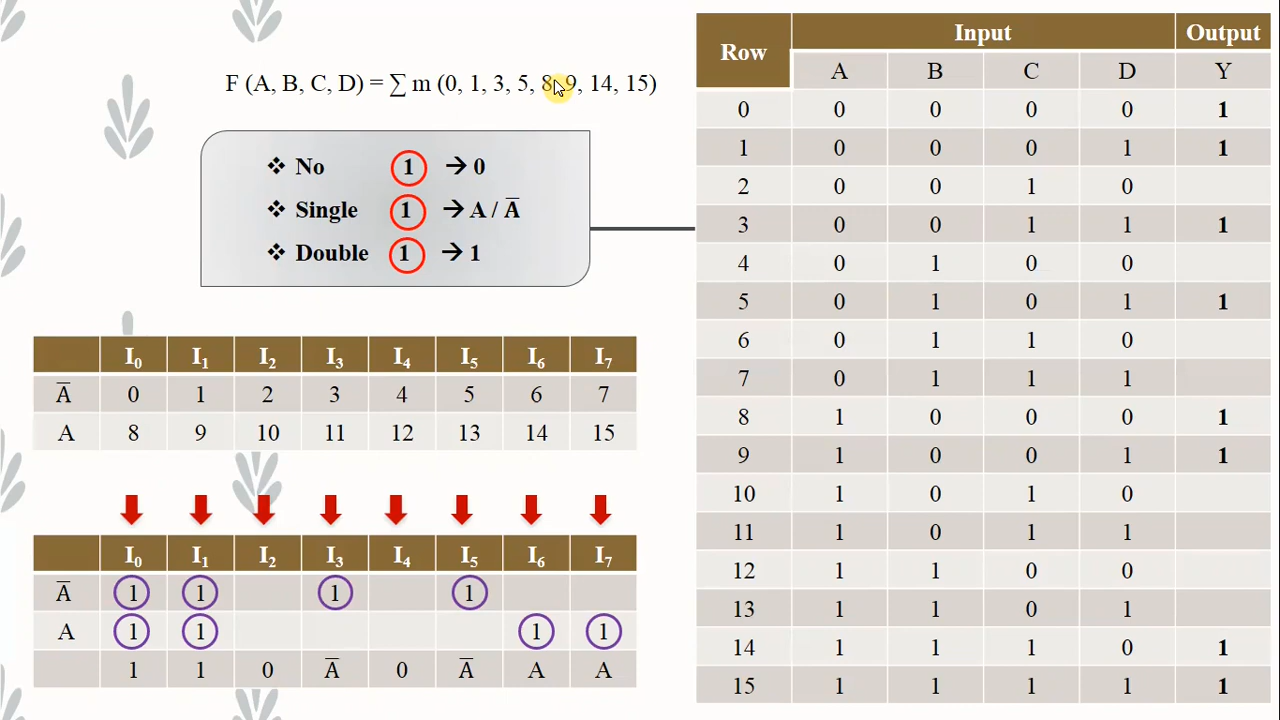 F (A, B, C, D) = ∑ m (0, 1, 3, 5, 8, 9, 14, 15)
❖ No 1 → 0
❖ Single 1 → A / A̅
❖ Double 1 → 1
I₀ I₁ I₂ I₃ I₄ I₅ I₆ I₇
A̅ 0 1 2 3 4 5 6 7
A 8 9 10 11 12 13 14 15
I₀ I₁ I₂ I₃ I₄ I₅ I₆ I₇
A̅ 1 1 1 1
A 1 1 1 1
1 1 0 A̅ 0 A̅ A A
Row Input Output
A B C D Y
0 0 0 0 0 1
1 0 0 0 1 1
2 0 0 1 0
3 0 0 1 1 1
4 0 1 0 0
5 0 1 0 1 1
6 0 1 1 0
7 0 1 1 1
8 1 0 0 0 1
9 1 0 0 1 1
10 1 0 1 0
11 1 0 1 1
12 1 1 0 0
13 1 1 0 1
14 1 1 1 0 1
15 1 1 1 1 1